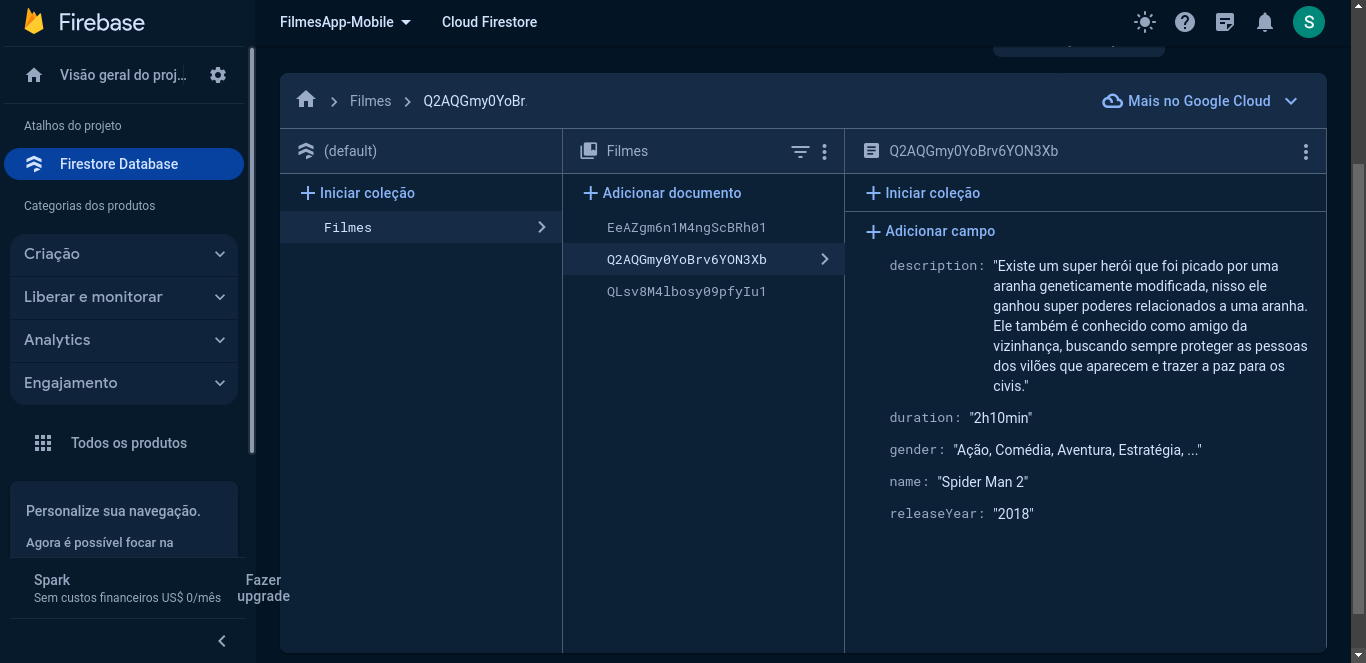 Firebase
FilmesApp-Mobile
Cloud Firestore
S
Visão geral do proj...
Atalhos do projeto
Firestore Database
Categorias dos produtos
Criação
Liberar e monitorar
Analytics
Engajamento
Todos os produtos
Personalize sua navegação.
Agora é possível focar na
Spark
Sem custos financeiros US$ 0/mês
Fazer
upgrade
Filmes
Q2AQGmy0YoBr
Mais no Google Cloud
(default)
Iniciar coleção
Filmes
Filmes
Adicionar documento
EeAZgm6n1M4ngScBRh01
Q2AQGmy0YoBrv6YON3Xb
QLsv8M4lbosy09pfyIu1
Q2AQGmy0YoBrv6YON3Xb
Iniciar coleção
Adicionar campo
description: "Existe um super herói que foi picado por uma
aranha geneticamente modificada, nisso ele
ganhou super poderes relacionados a uma aranha.
Ele também é conhecido como amigo da
vizinhança, buscando sempre proteger as pessoas
dos vilões que aparecem e trazer a paz para os
civis."
duration: "2h10min"
gender: "Ação, Comédia, Aventura, Estratégia, ..."
name: "Spider Man 2"
releaseYear: "2018"